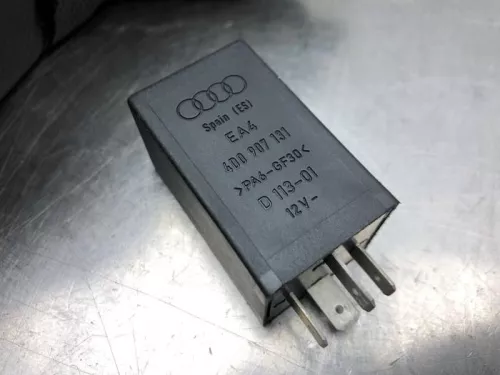 Spain (ES)
EA4
4D0 907 131
>PA6-GF30<
D 113-01
12V-